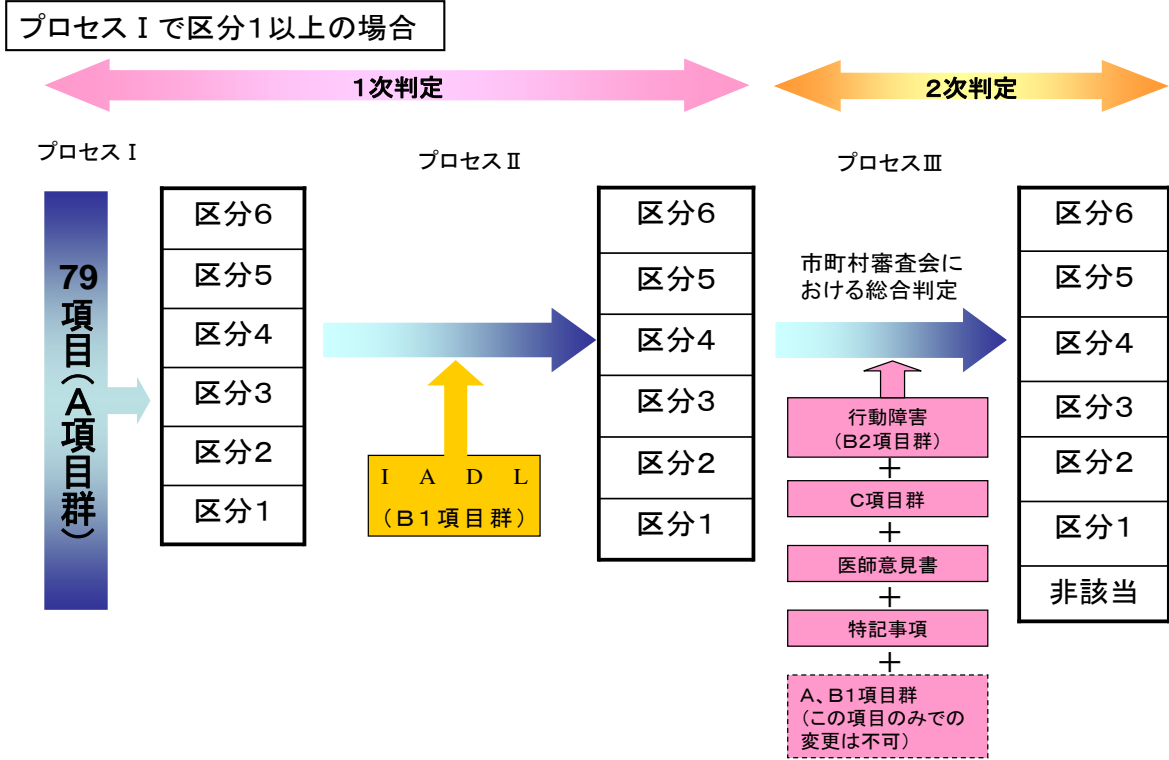 プロセスⅠで区分1以上の場合
1次判定
2次判定
プロセスⅠ
プロセスⅡ
プロセスⅢ
79項目(A項目群)
区分6
区分5
区分4
区分3
区分2
区分1
IADL
(B1項目群)
区分6
区分5
区分4
区分3
区分2
区分1
市町村審査会に
おける総合判定
行動障害
(B2項目群)
+
C項目群
+
医師意見書
+
特記事項
+
A、B1項目群
(この項目のみでの
変更は不可)
区分6
区分5
区分4
区分3
区分2
区分1
非該当